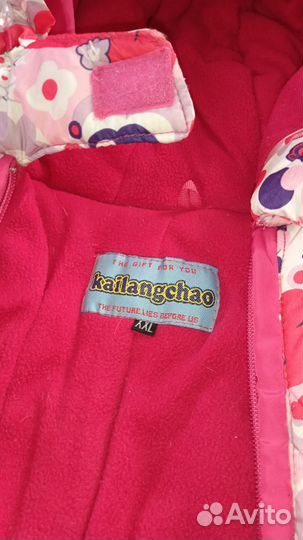 THE GIFT FOR YOU
kailangchao
THE FUTURE LIES BEFORE US
XXL
Avito